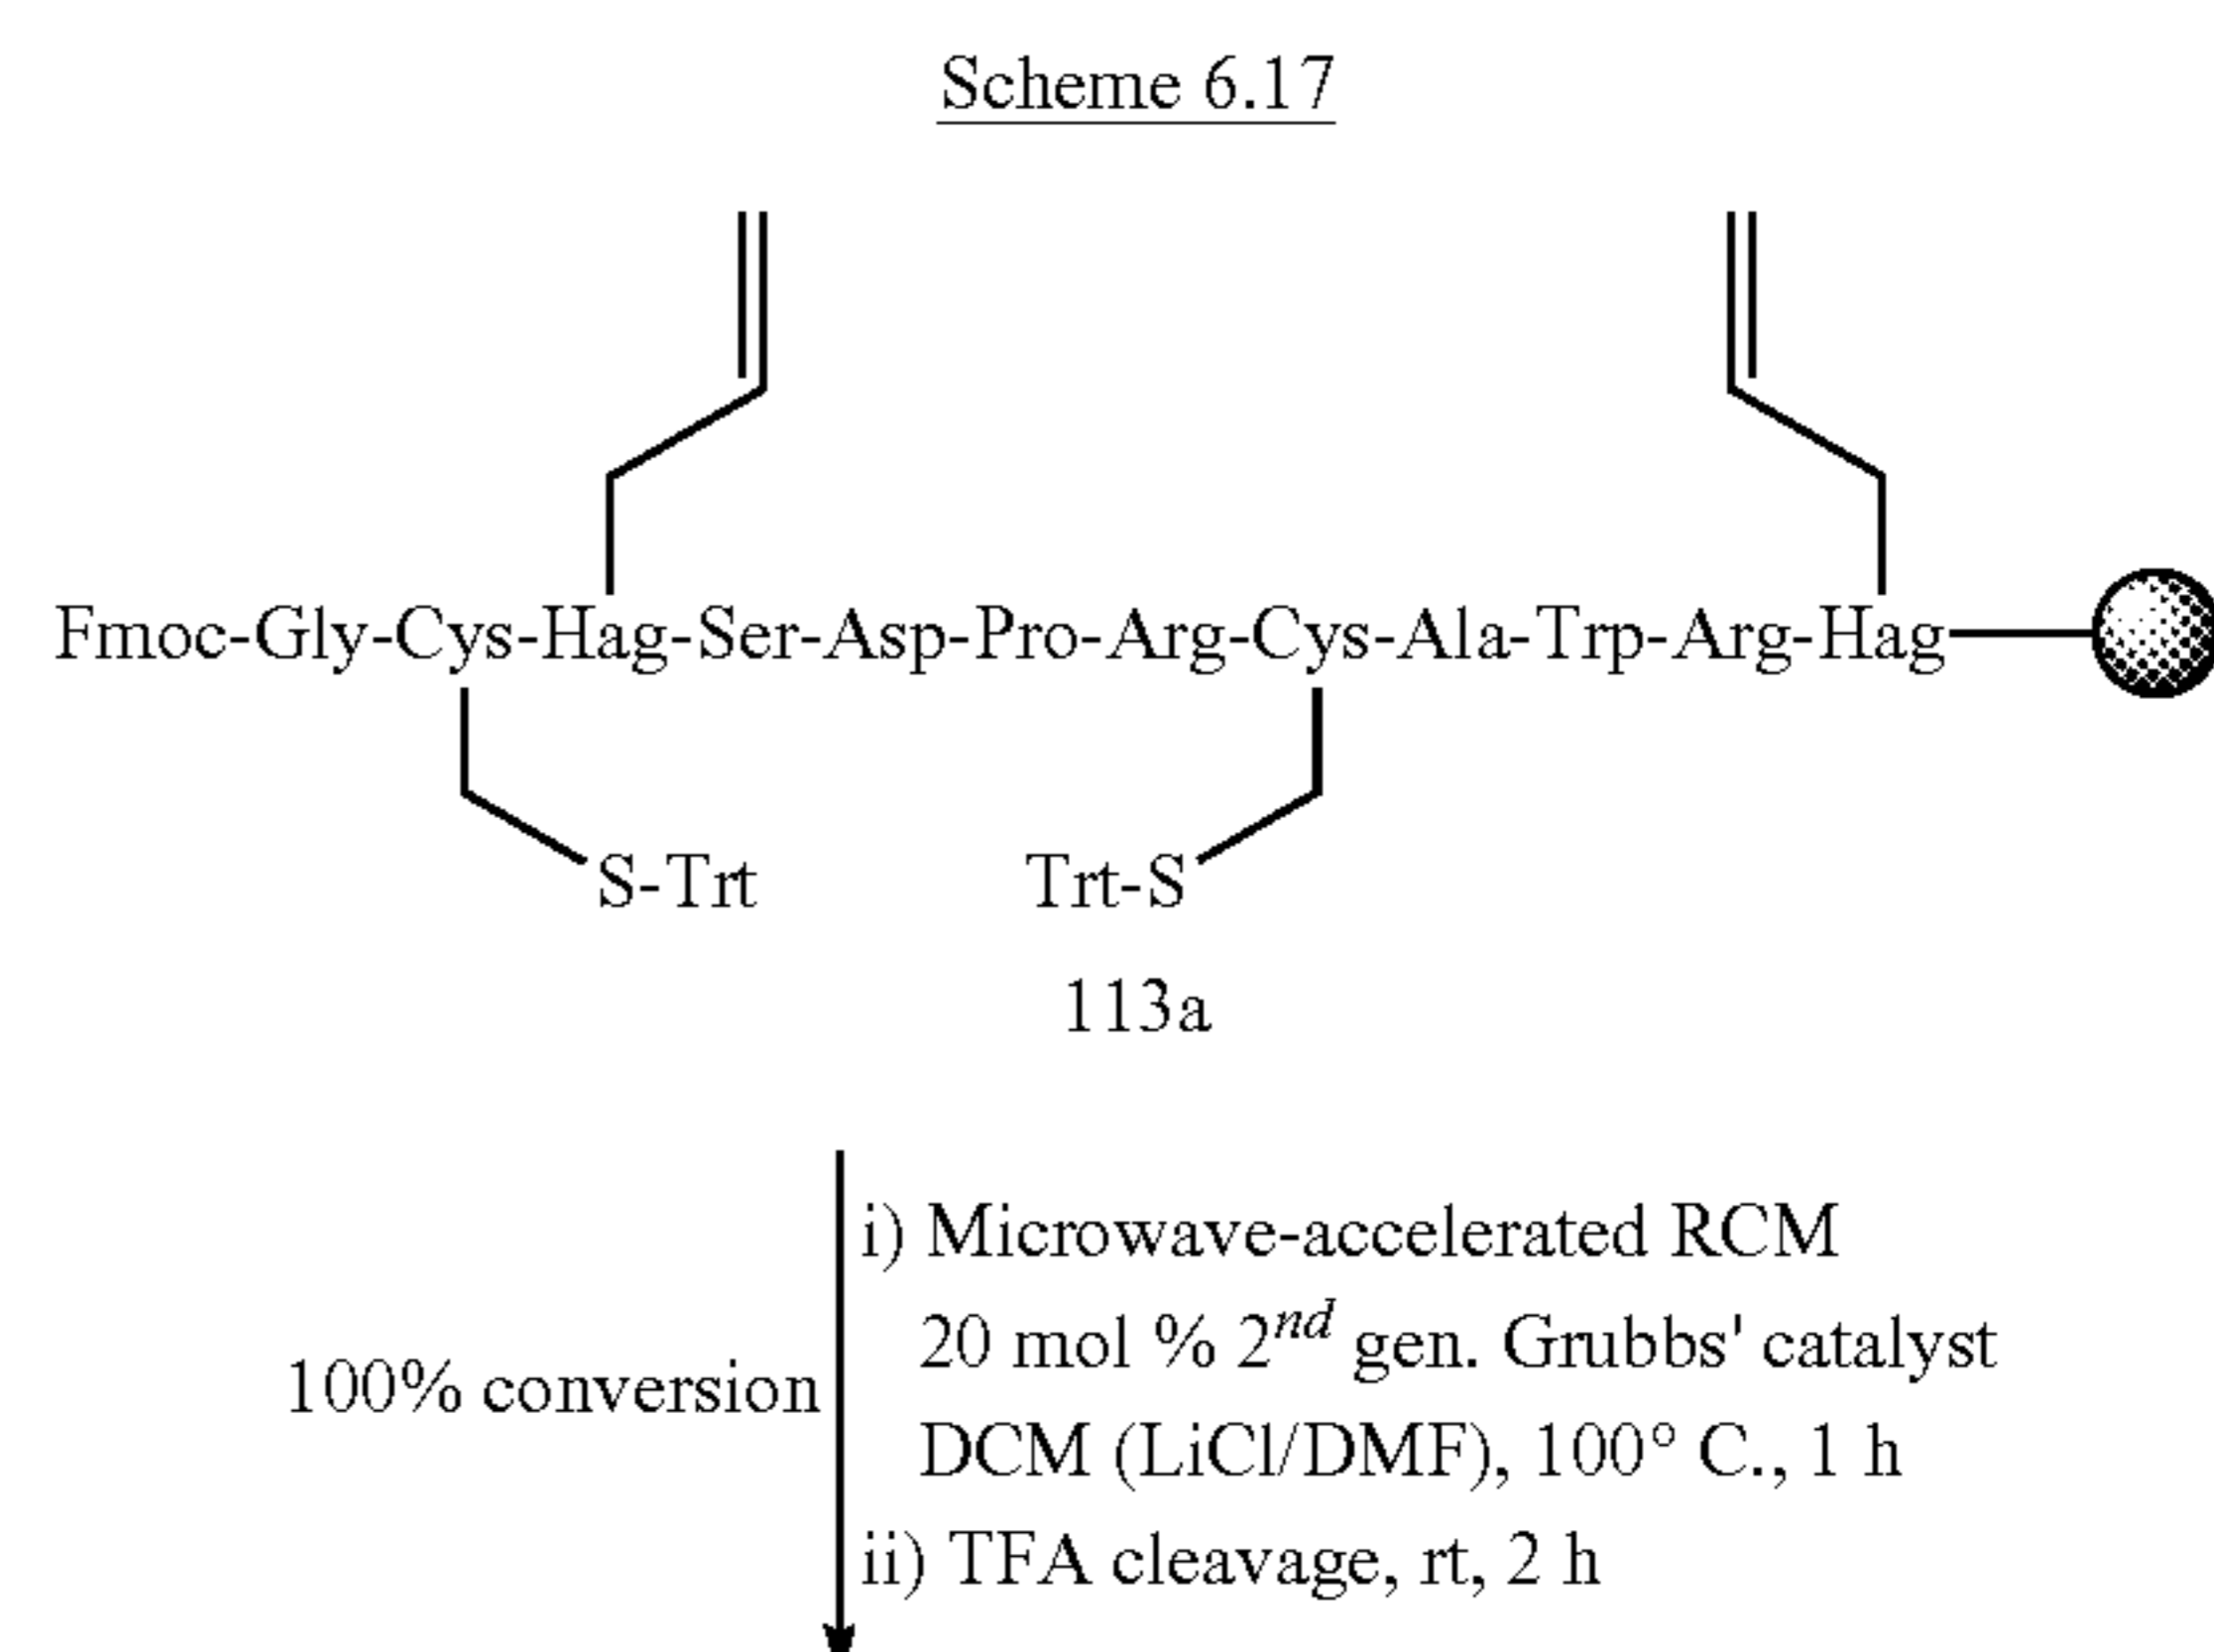 Scheme 6.17
Fmoc-Gly-Cys-Hag-Ser-Asp-Pro-Arg-Cys-Ala-Trp-Arg-Hag
S-Trt Trt-S
113a
i) Microwave-accelerated RCM
20 mol % 2nd gen. Grubbs' catalyst
100% conversion
DCM (LiCl/DMF), 100° C., 1 h
ii) TFA cleavage, rt, 2 h